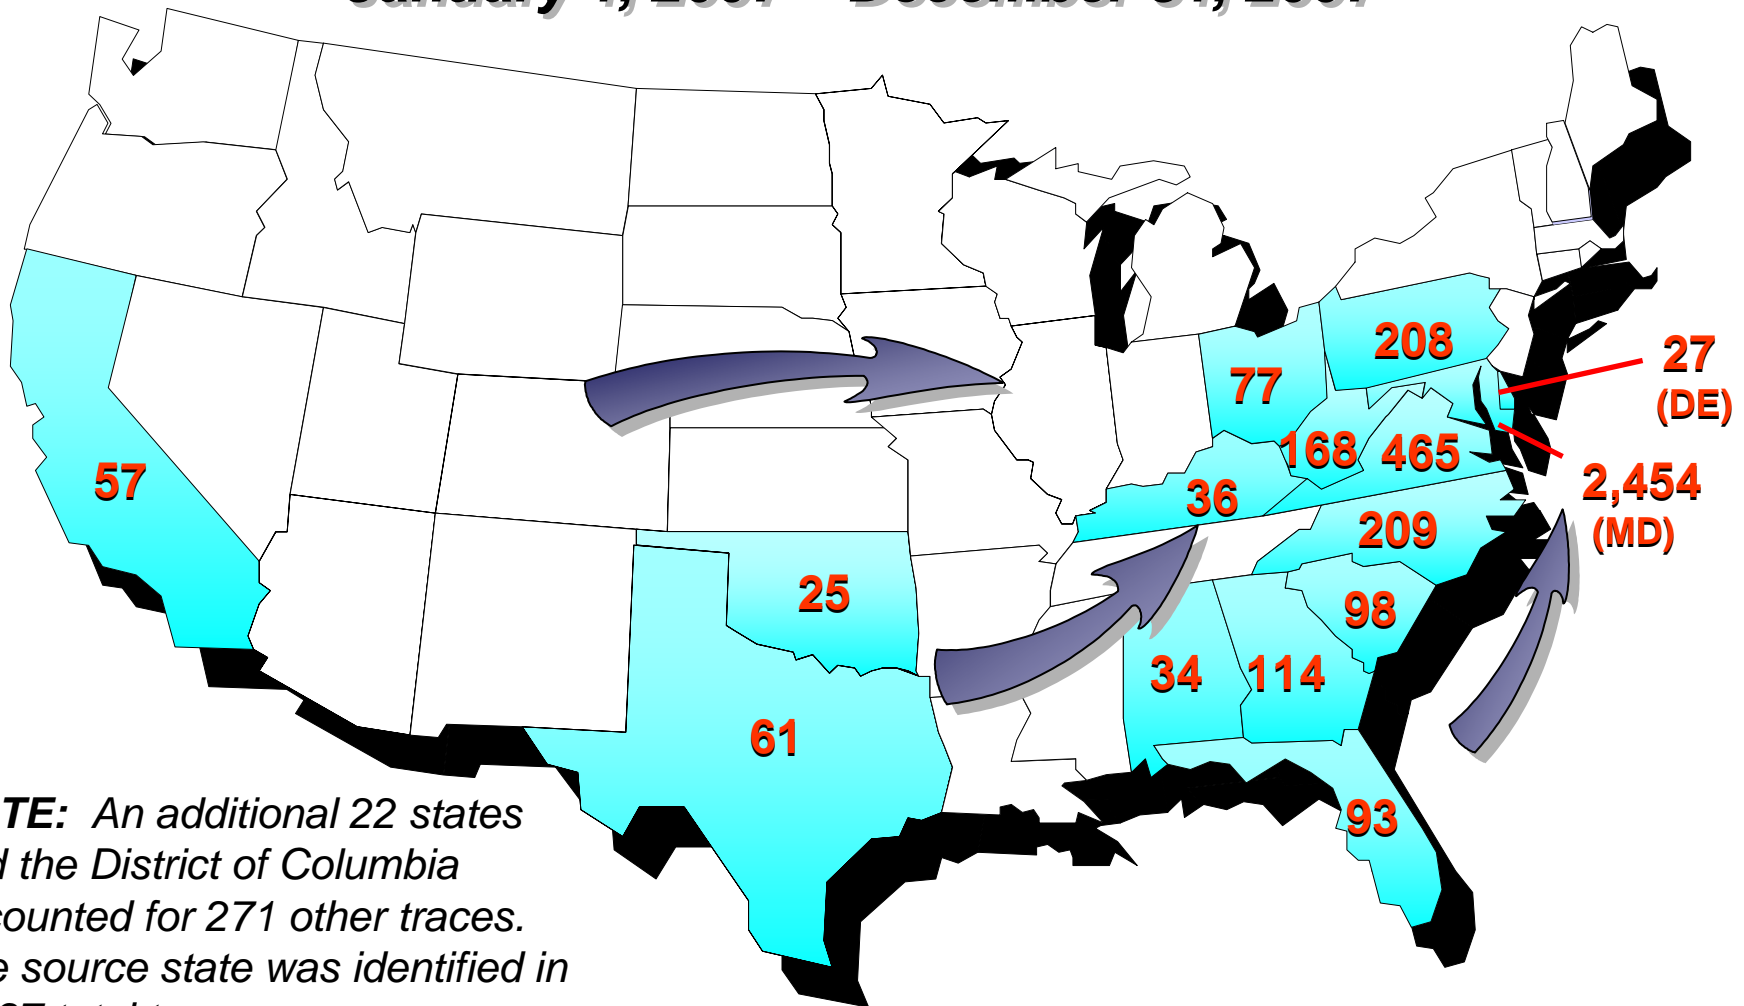 208
27
77
(DE)
168 465
57
2,454
36
(MD)
209
25
98
34 114
61
93
TE: An additional 22 states
d the District of Columbia
counted for 271 other traces.
e source state was identified in